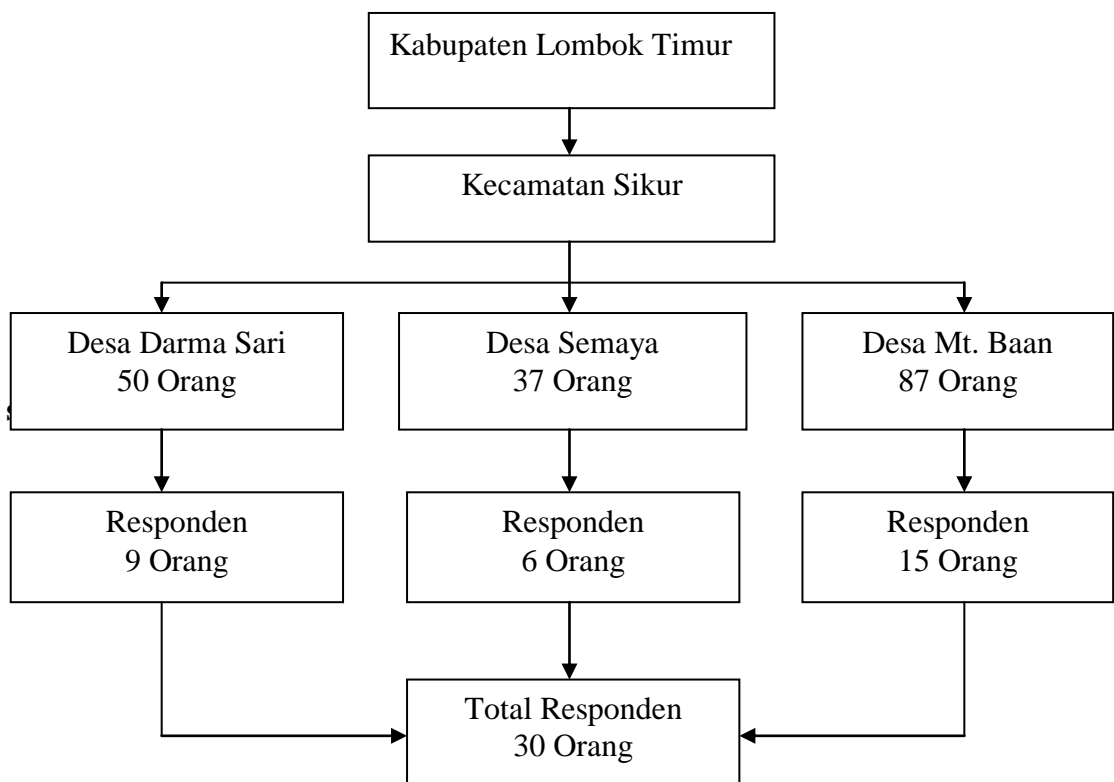 Kabupaten Lombok Timur
Kecamatan Sikur
Desa Darma Sari
50 Orang
Desa Semaya
37 Orang
Desa Mt. Baan
87 Orang
Responden
9 Orang
Responden
6 Orang
Responden
15 Orang
Total Responden
30 Orang